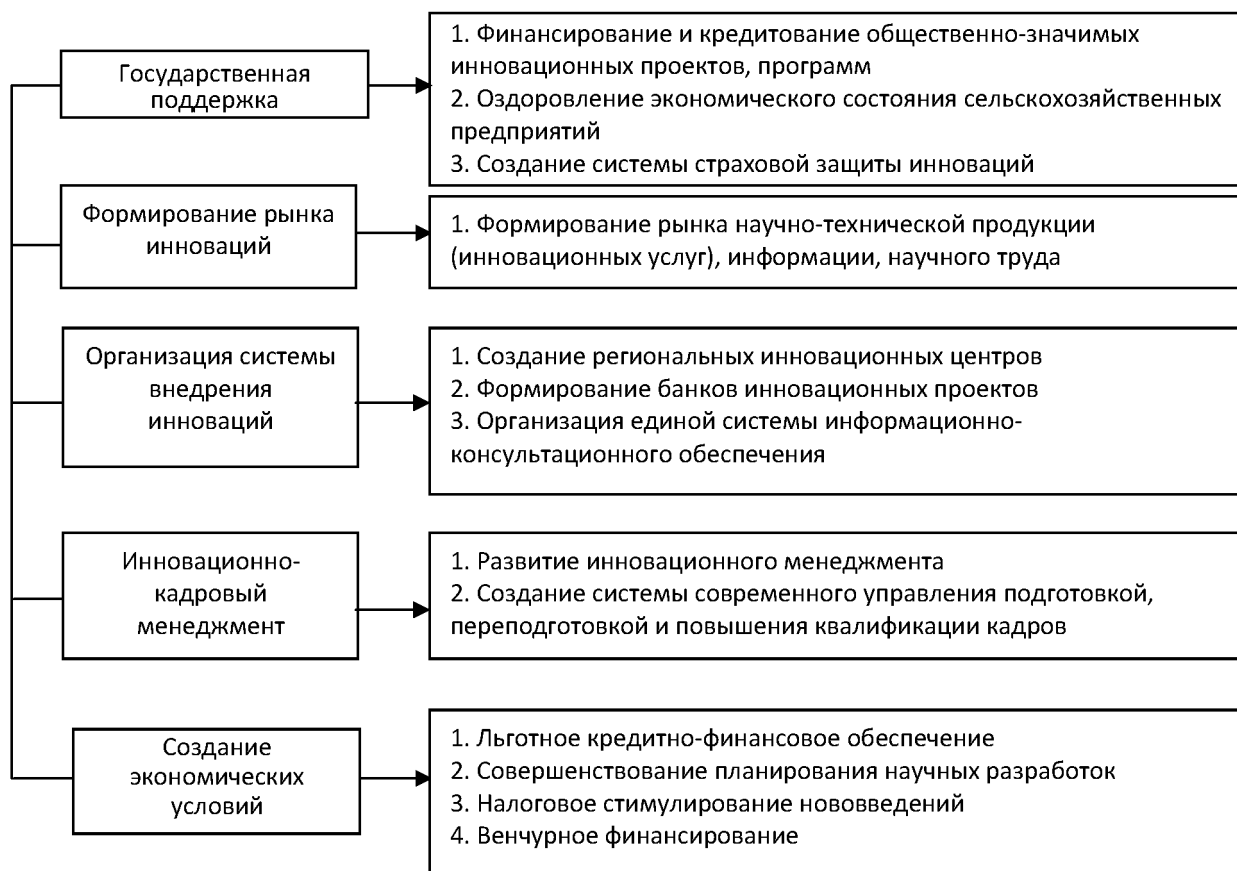 Государственная
поддержка
1. Финансирование и кредитование общественно-значимых
инновационных проектов, программ
2. Оздоровление экономического состояния сельскохозяйственных
предприятий
3. Создание системы страховой защиты инноваций
Формирование рынка
инноваций
1. Формирование рынка научно-технической продукции
(инновационных услуг), информации, научного труда
Организация системы
внедрения
инноваций
1. Создание региональных инновационных центров
2. Формирование банков инновационных проектов
3. Организация единой системы информационно-
консультационного обеспечения
Инновационно-
кадровый
менеджмент
1. Развитие инновационного менеджмента
2. Создание системы современного управления подготовкой,
переподготовкой и повышения квалификации кадров
Создание
экономических
условий
1. Льготное кредитно-финансовое обеспечение
2. Совершенствование планирования научных разработок
3. Налоговое стимулирование нововведений
4. Венчурное финансирование